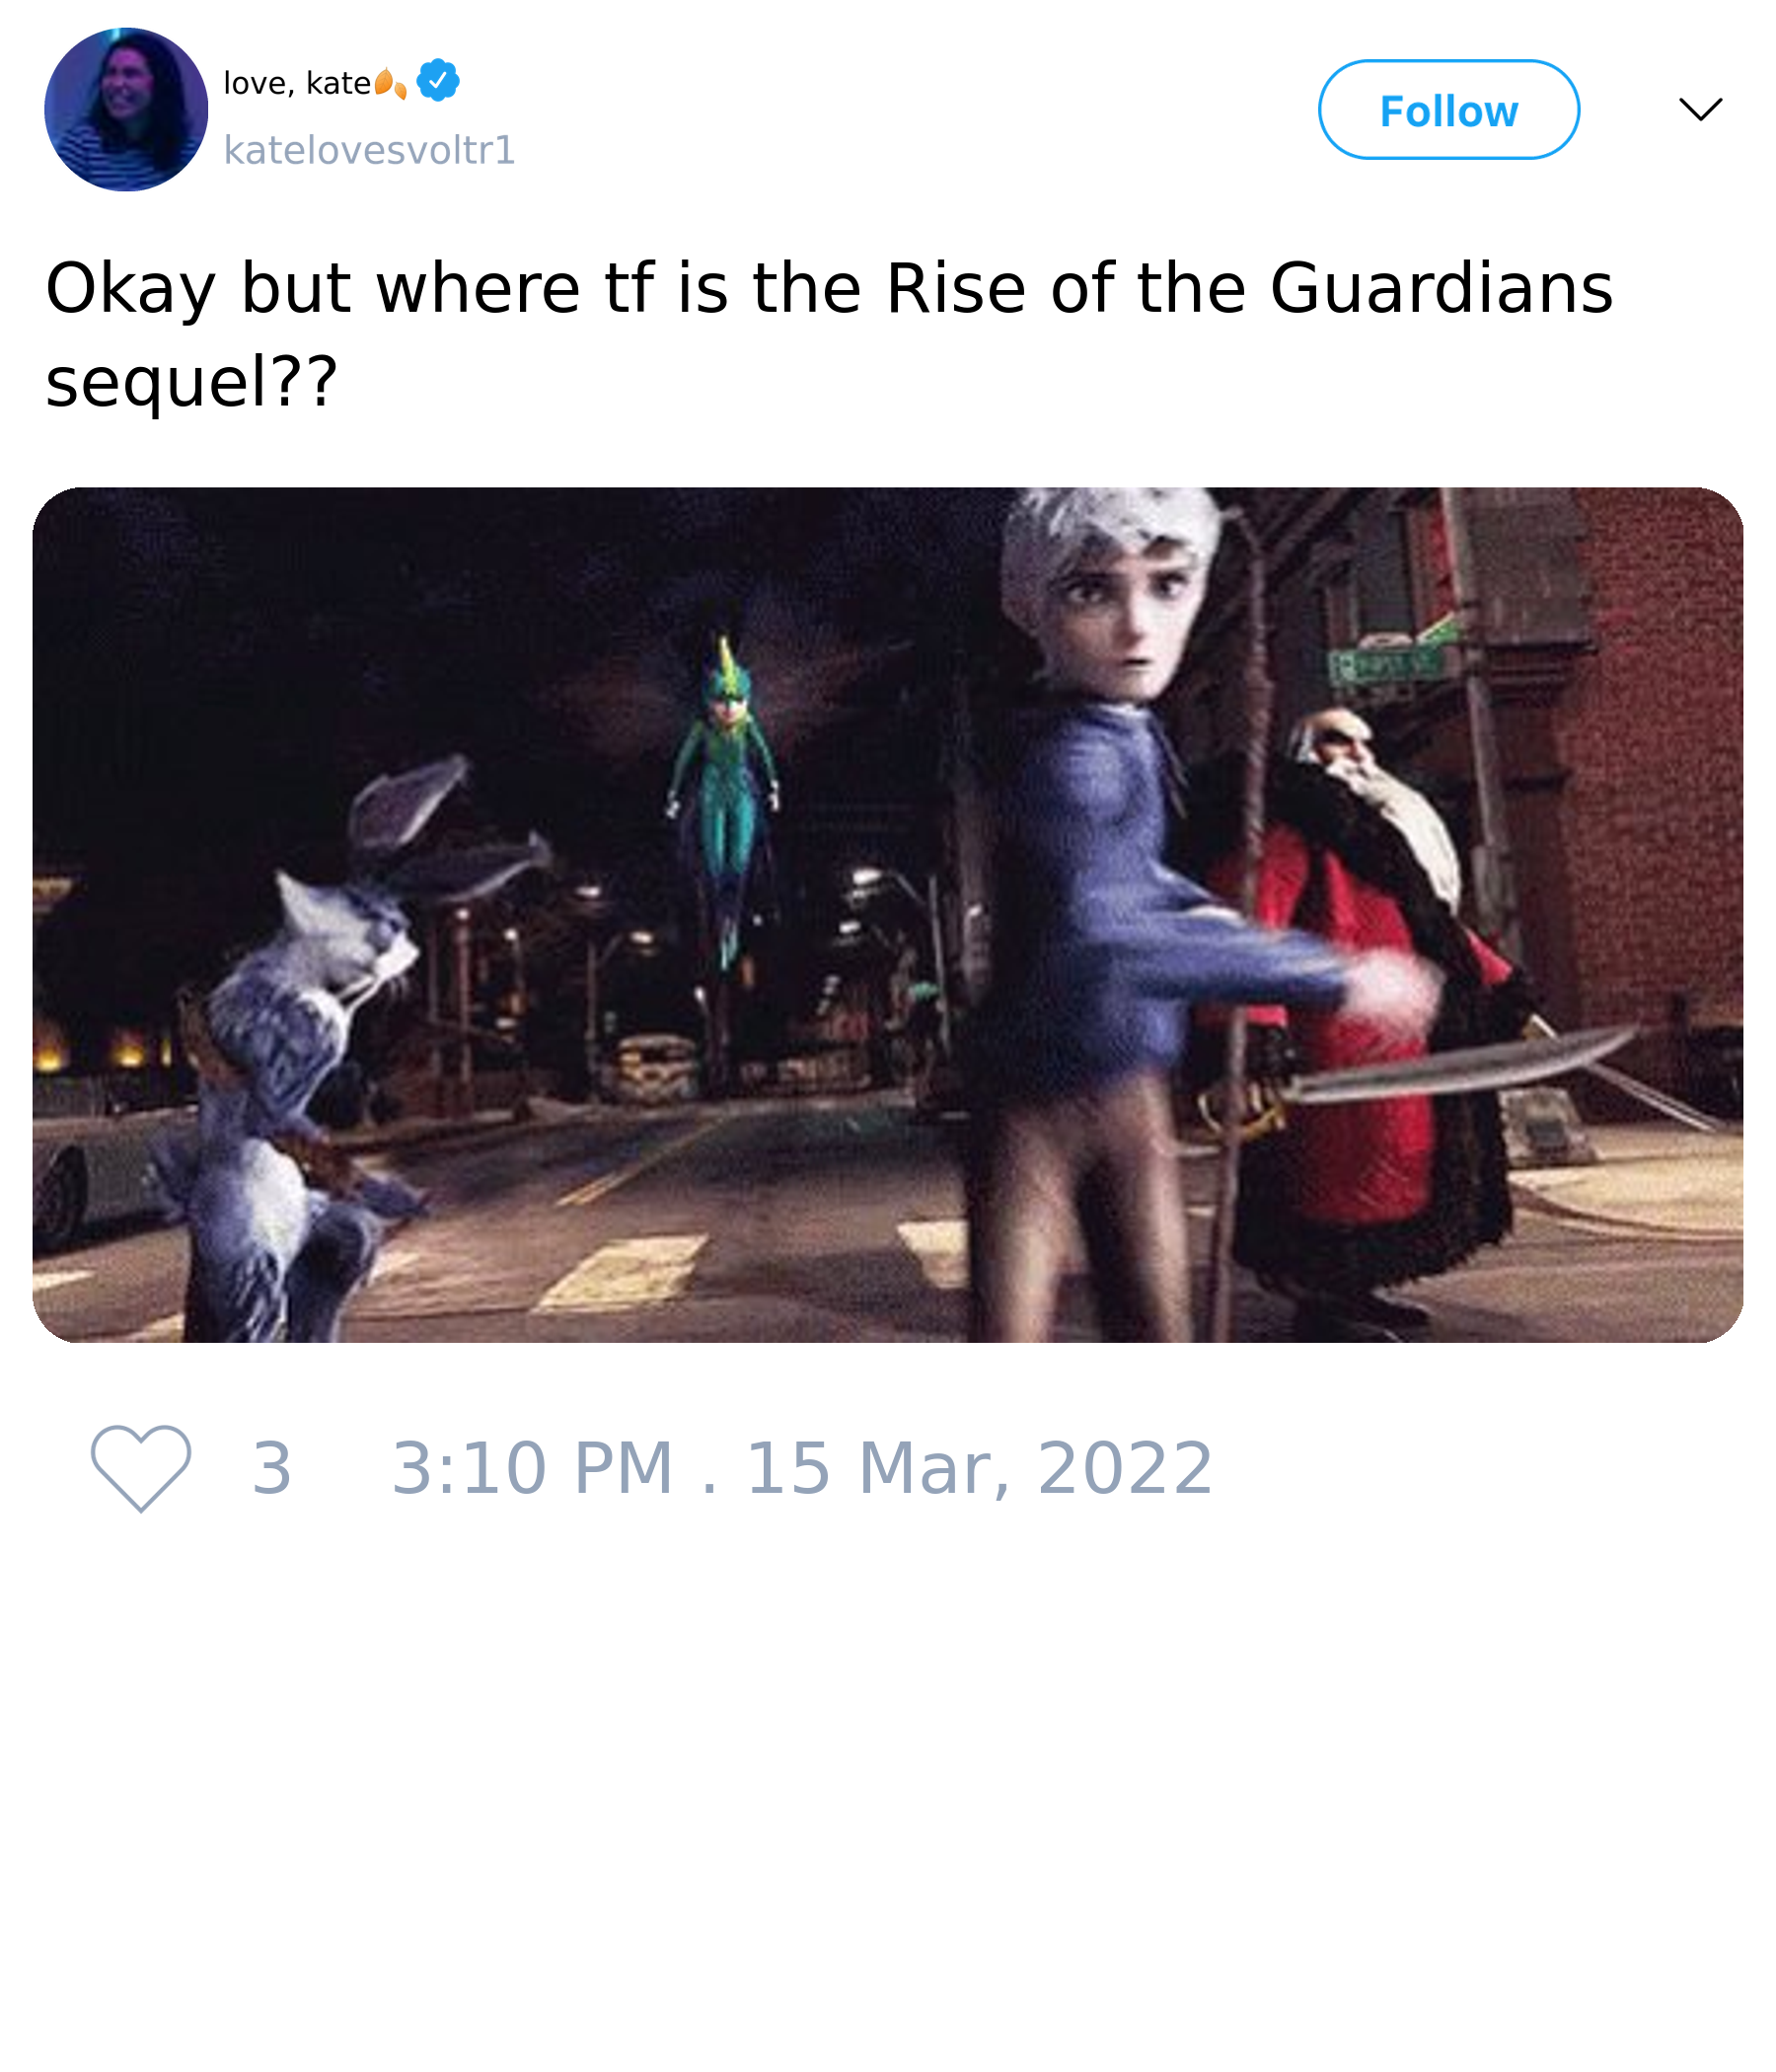 love, kate🍂
katelovesvoltr1
Follow
Okay but where tf is the Rise of the Guardians
sequel??
3
3:10 PM . 15 Mar, 2022